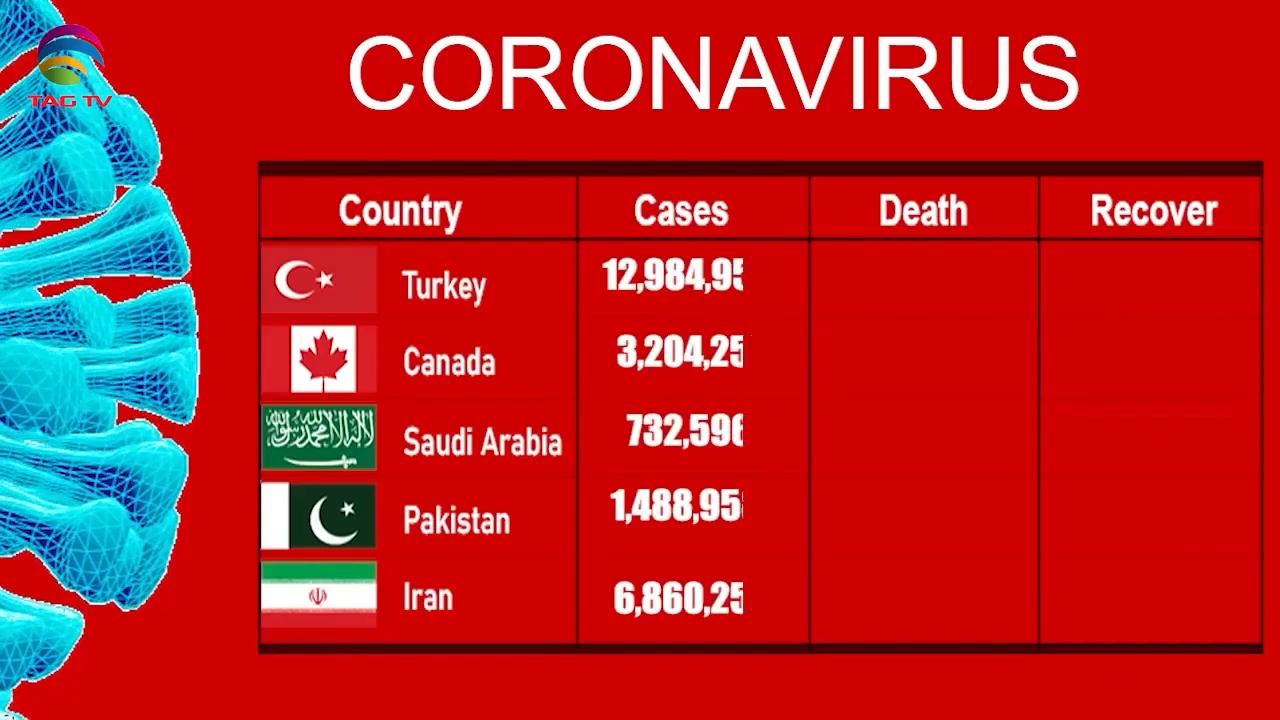 TAG TV
CORONAVIRUS
Country Cases Death Recover
Turkey 12,984,95
Canada 3,204,25
Saudi Arabia 732,596
Pakistan 1,488,95
Iran 6,860,25